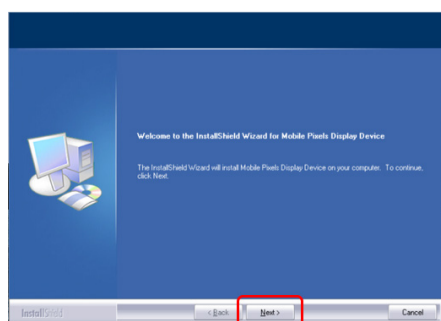 Welcome to the InstallShield Wizard for Mobile Pixels Display Device
The InstallShield Wizard will install Mobile Pixels Display Device on your computer. To continue,
click Next.
InstallShield
< Back
Next >
Cancel